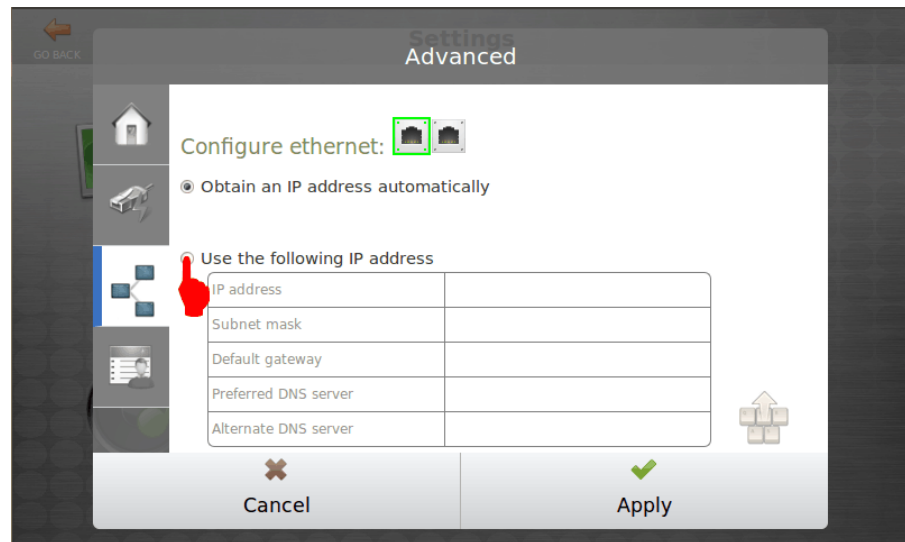 Settings
GO BACK
Advanced
Configure ethernet:
Obtain an IP address automatically
Use the following IP address
IP address
Subnet mask
Default gateway
Preferred DNS server
Alternate DNS server
Cancel
Apply